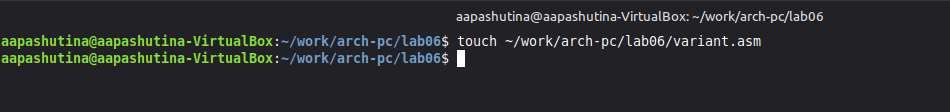 aapashutina@aapashutina-VirtualBox: ~/work/arch-pc/lab06
aapashutina@aapashutina-VirtualBox:~/work/arch-pc/lab06$ touch ~/work/arch-pc/lab06/variant.asm
aapashutina@aapashutina-VirtualBox:~/work/arch-pc/lab06$